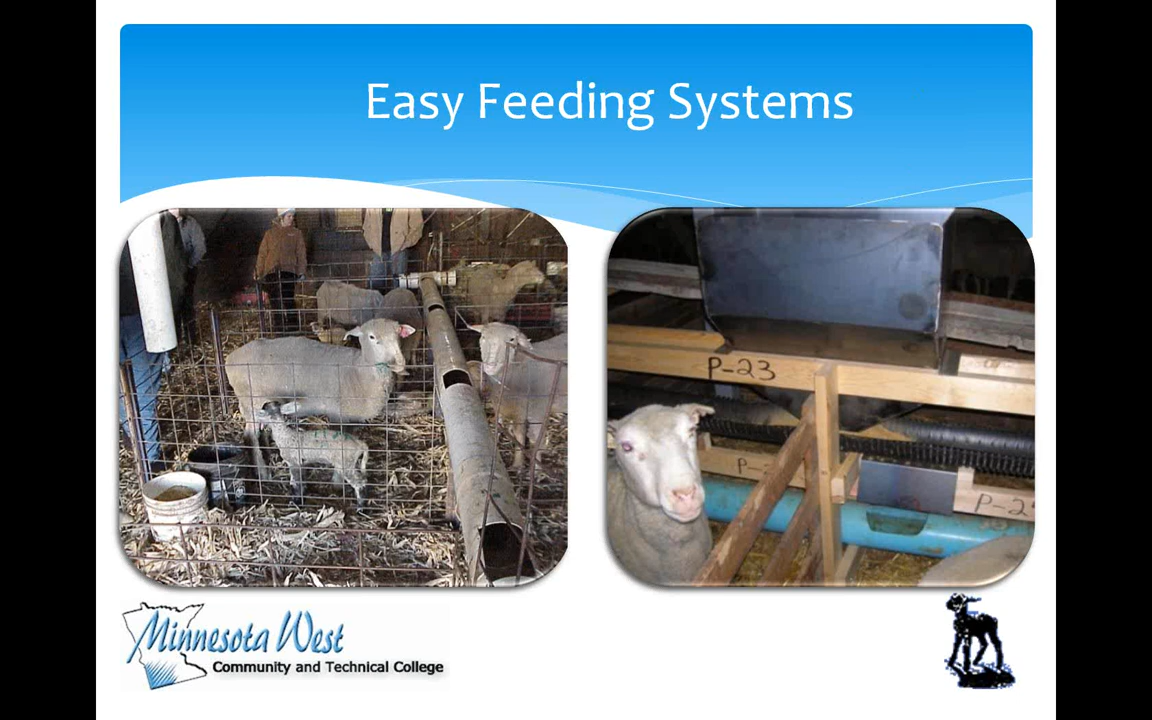 Easy Feeding Systems
P-23
Minnesota West
Community and Technical College